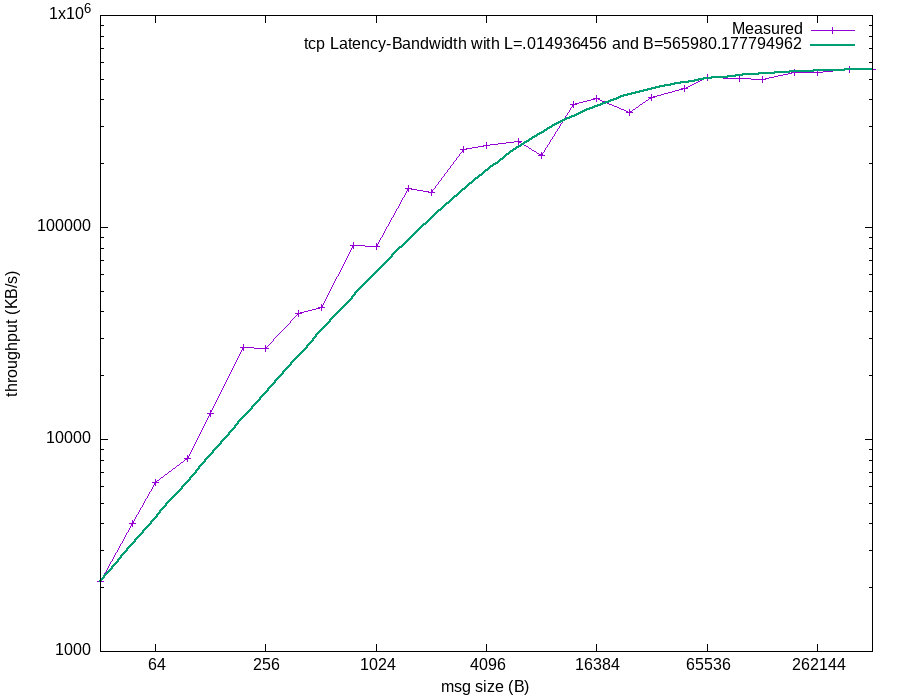 Measured
tcp Latency-Bandwidth with L=.014936456 and B=565980.177794962
1x10^6
100000
10000
1000
throughput (KB/s)
64 256 1024 4096 16384 65536 262144
msg size (B)